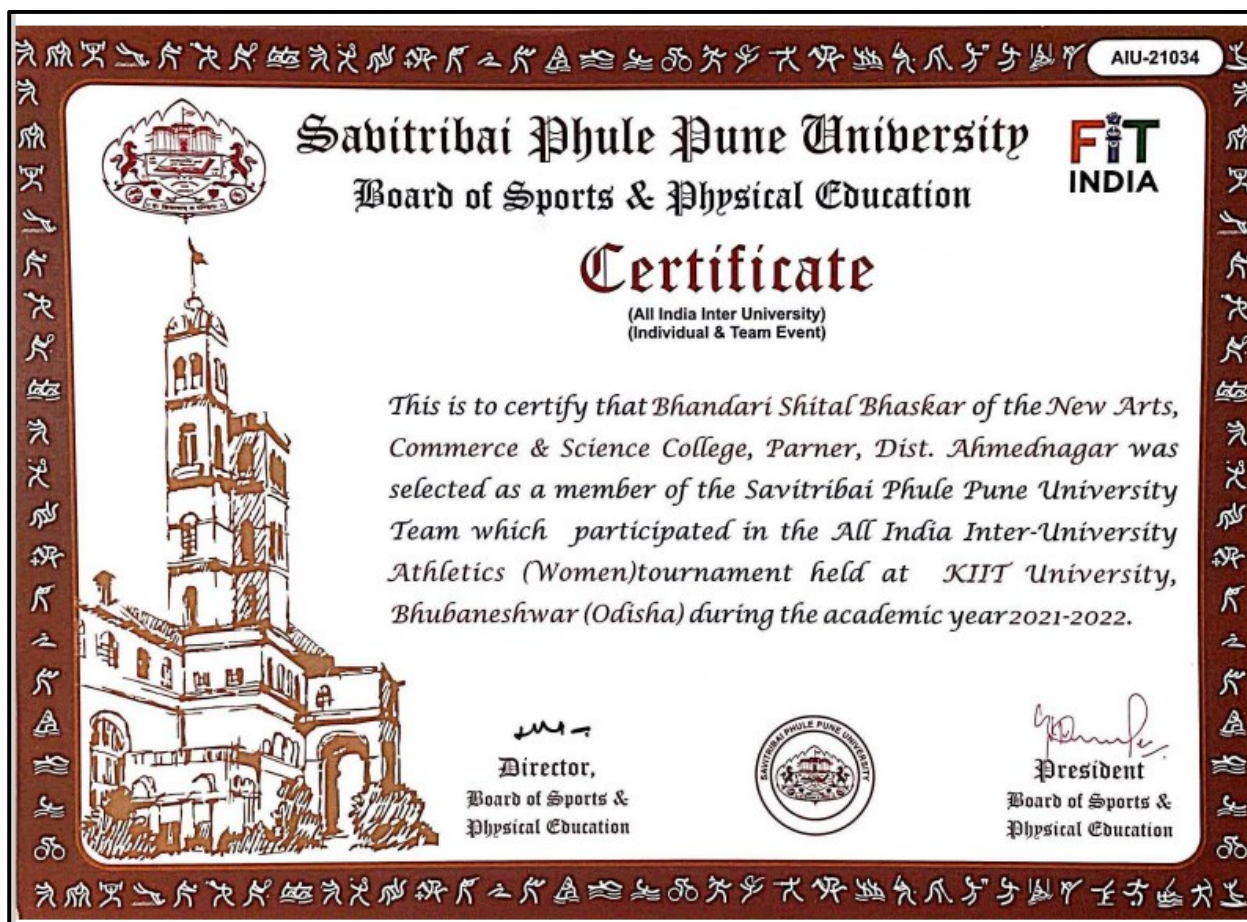 AIU-21034
Savitribai Phule Pune University
FIT
INDIA
Board of Sports & Physical Education
Certificate
(All India Inter University)
(Individual & Team Event)
This is to certify that Bhandari Shital Bhaskar of the New Arts,
Commerce & Science College, Parner, Dist. Ahmednagar was
selected as a member of the Savitribai Phule Pune University
Team which participated in the All India Inter-University
Athletics (Women)tournament held at KIIT University,
Bhubaneshwar (Odisha) during the academic year 2021-2022.
Director,
Board of Sports &
Physical Education
SAVITRIBAI PHULE PUNE UNIVERSITY
President
Board of Sports &
Physical Education